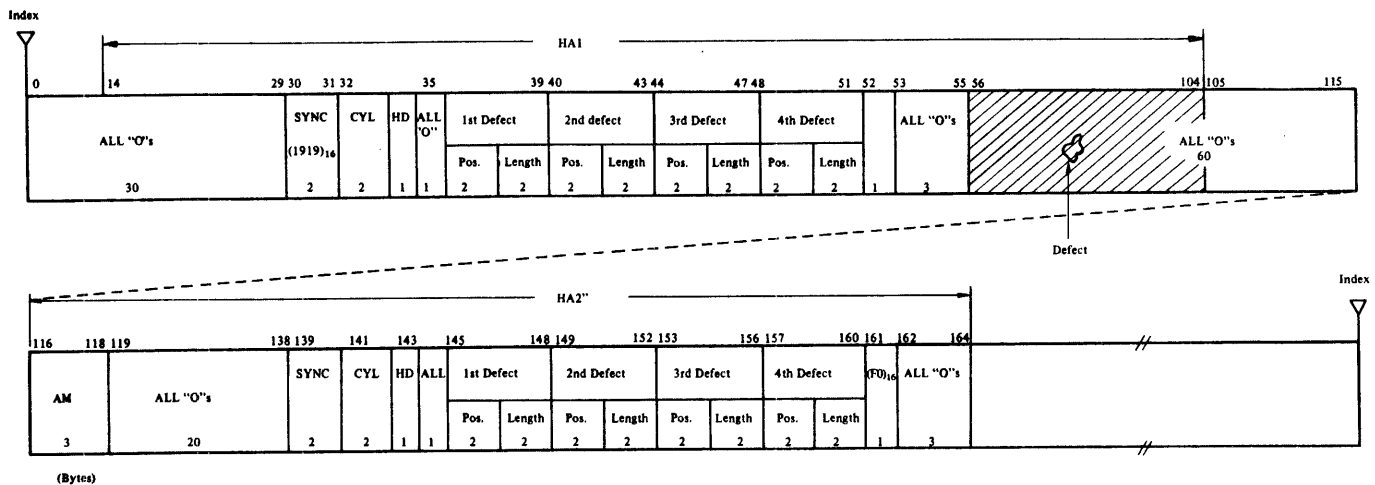 Index
HA1
0 14 29 30 31 32 35 39 40 43 44 47 48 51 52 53 55 56 104 105 115
ALL "O"s SYNC CYL HD ALL 1st Defect 2nd defect 3rd Defect 4th Defect ALL "O"s ALL "O"s
(1919)16 'O"
Pos. Length Pos. Length Pos. Length Pos. Length
30 2 2 1 1 2 2 2 2 2 2 2 2 1 3 60
Defect
HA2"
Index
116 118 119 138 139 141 143 145 148 149 152 153 156 157 160 161 162 164
AM ALL "O"s SYNC CYL HD ALL 1st Defect 2nd Defect 3rd Defect 4th Defect (F0)16 ALL "O"s
Pos. Length Pos. Length Pos. Length Pos. Length
3 20 2 2 1 1 2 2 2 2 2 2 2 2 1 3
(Bytes)